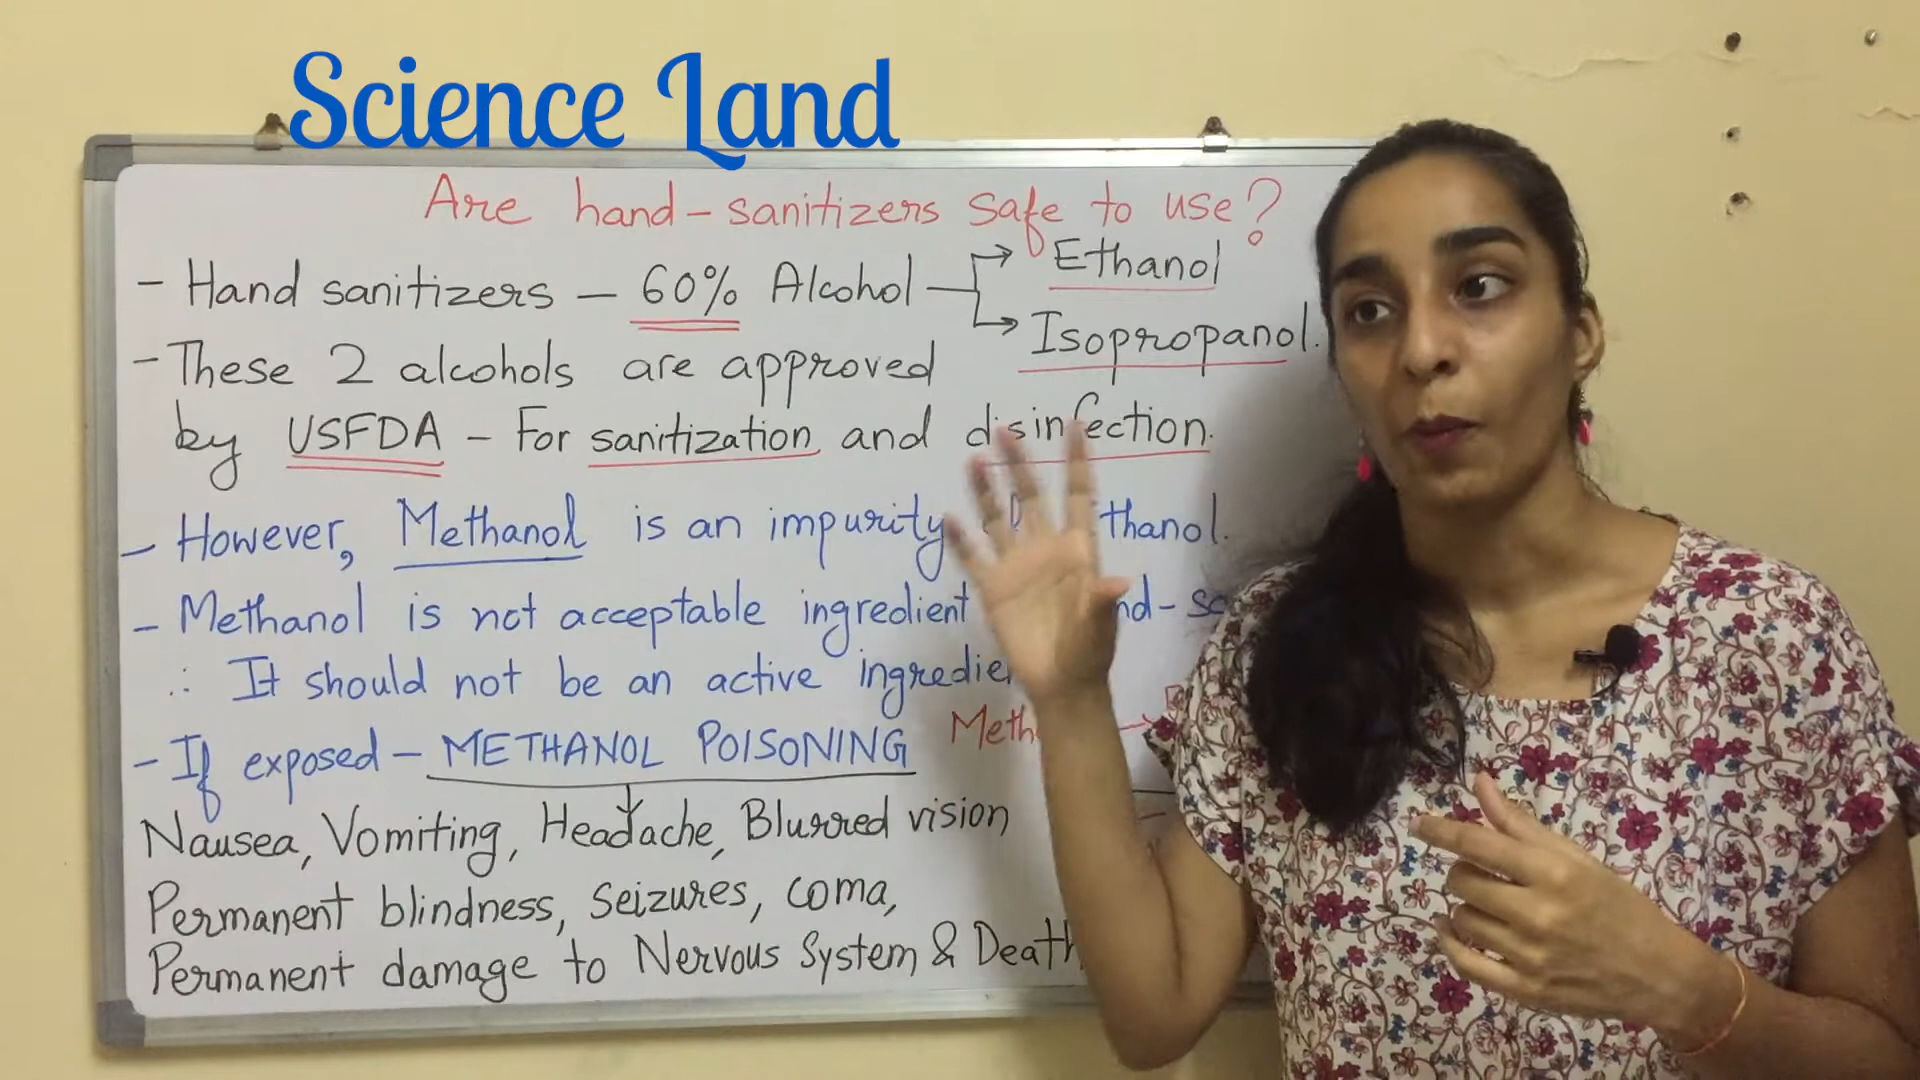 Science Land
Are hand-sanitizers safe to use?
- Hand sanitizers - 60% Alcohol → Ethanol
→ Isopropanol.
- These 2 alcohols are approved
by USFDA - For sanitization and disinfection.
- However, Methanol is an impurity thanol.
- Methanol is not acceptable ingredient
∴ It should not be an active
- If exposed - METHANOL POISONING
Nausea, Vomiting, Headache, Blurred vision
Permanent blindness, seizures, coma,
Permanent damage to Nervous System & Death